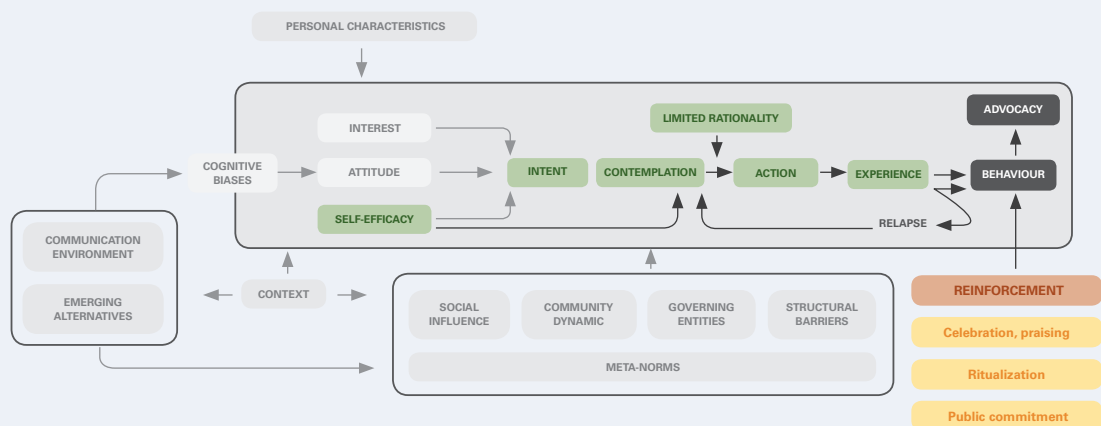 PERSONAL CHARACTERISTICS
ADVOCACY
LIMITED RATIONALITY
INTEREST
COGNITIVE
BIASES
ATTITUDE
INTENT
CONTEMPLATION
ACTION
EXPERIENCE
BEHAVIOUR
SELF-EFFICACY
RELAPSE
COMMUNICATION
ENVIRONMENT
EMERGING
ALTERNATIVES
CONTEXT
SOCIAL
INFLUENCE
COMMUNITY
DYNAMIC
GOVERNING
ENTITIES
STRUCTURAL
BARRIERS
META-NORMS
REINFORCEMENT
Celebration, praising
Ritualization
Public commitment